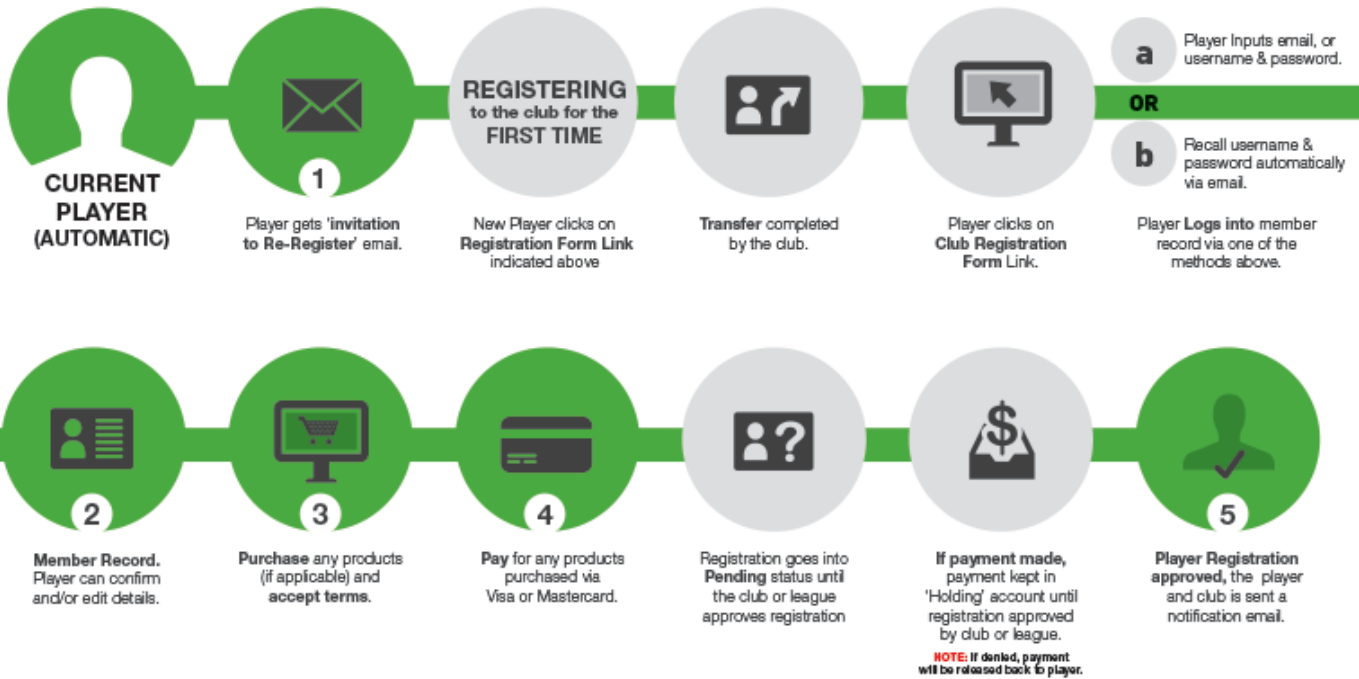 CURRENT
PLAYER
(AUTOMATIC)
1
Player gets 'invitation
to Re-Register' email.
REGISTERING
to the club for the
FIRST TIME
New Player clicks on
Registration Form Link
indicated above
Transfer completed
by the club.
Player clicks on
Club Registration
Form Link.
a
Player Inputs email, or
username & password.
OR
b
Recall username &
password automatically
via email.
Player Logs into member
record via one of the
methods above.
2
Member Record.
Player can confirm
and/or edit details.
3
Purchase any products
(if applicable) and
accept terms.
4
Pay for any products
purchased via
Visa or Mastercard.
?
Registration goes into
Pending status until
the club or league
approves registration
$
If payment made,
payment kept in
'Holding' account until
registration approved
by club or league.
NOTE: If denied, payment
will be released back to player.
5
Player Registration
approved, the player
and club is sent a
notification email.